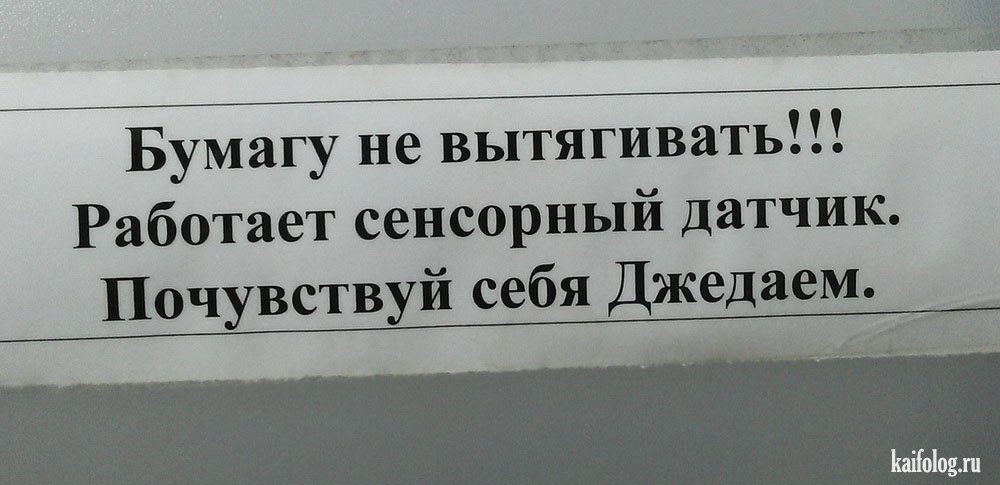 Бумагу не вытягивать!!!
Работает сенсорный датчик.
Почувствуй себя Джедаем.
kaifolog.ru